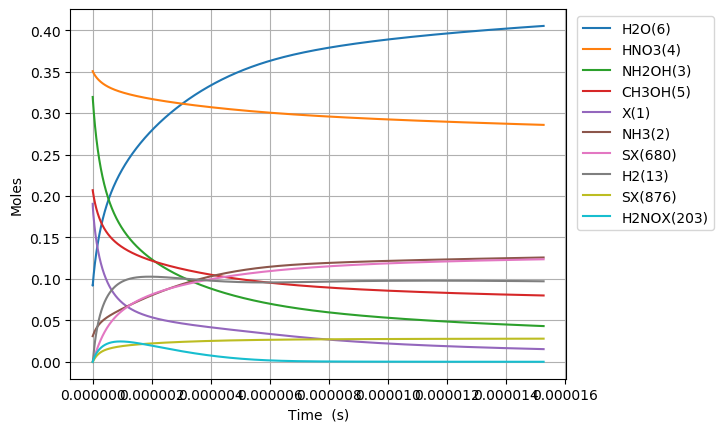 0.40
0.35
0.30
0.25
0.20
0.15
0.10
0.05
0.00
Moles
0.000000 0.000002 0.000004 0.000006 0.000008 0.000010 0.000012 0.000014 0.000016
Time (s)
H2O(6)
HNO3(4)
NH2OH(3)
CH3OH(5)
X(1)
NH3(2)
SX(680)
H2(13)
SX(876)
H2NOX(203)